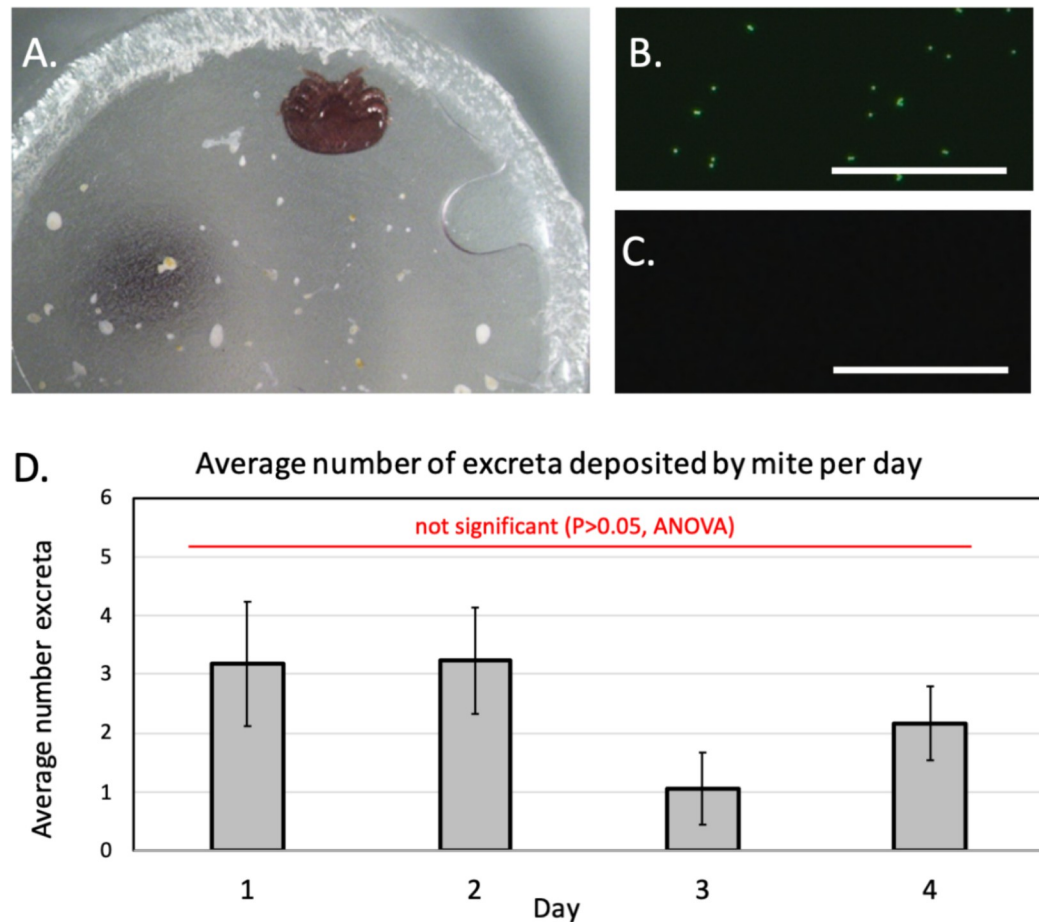 A.
B.
C.
D.
Average number of excreta deposited by mite per day
not significant (P>0.05, ANOVA)
Average number excreta
6
5
4
3
2
1
0
1 2 3 4
Day